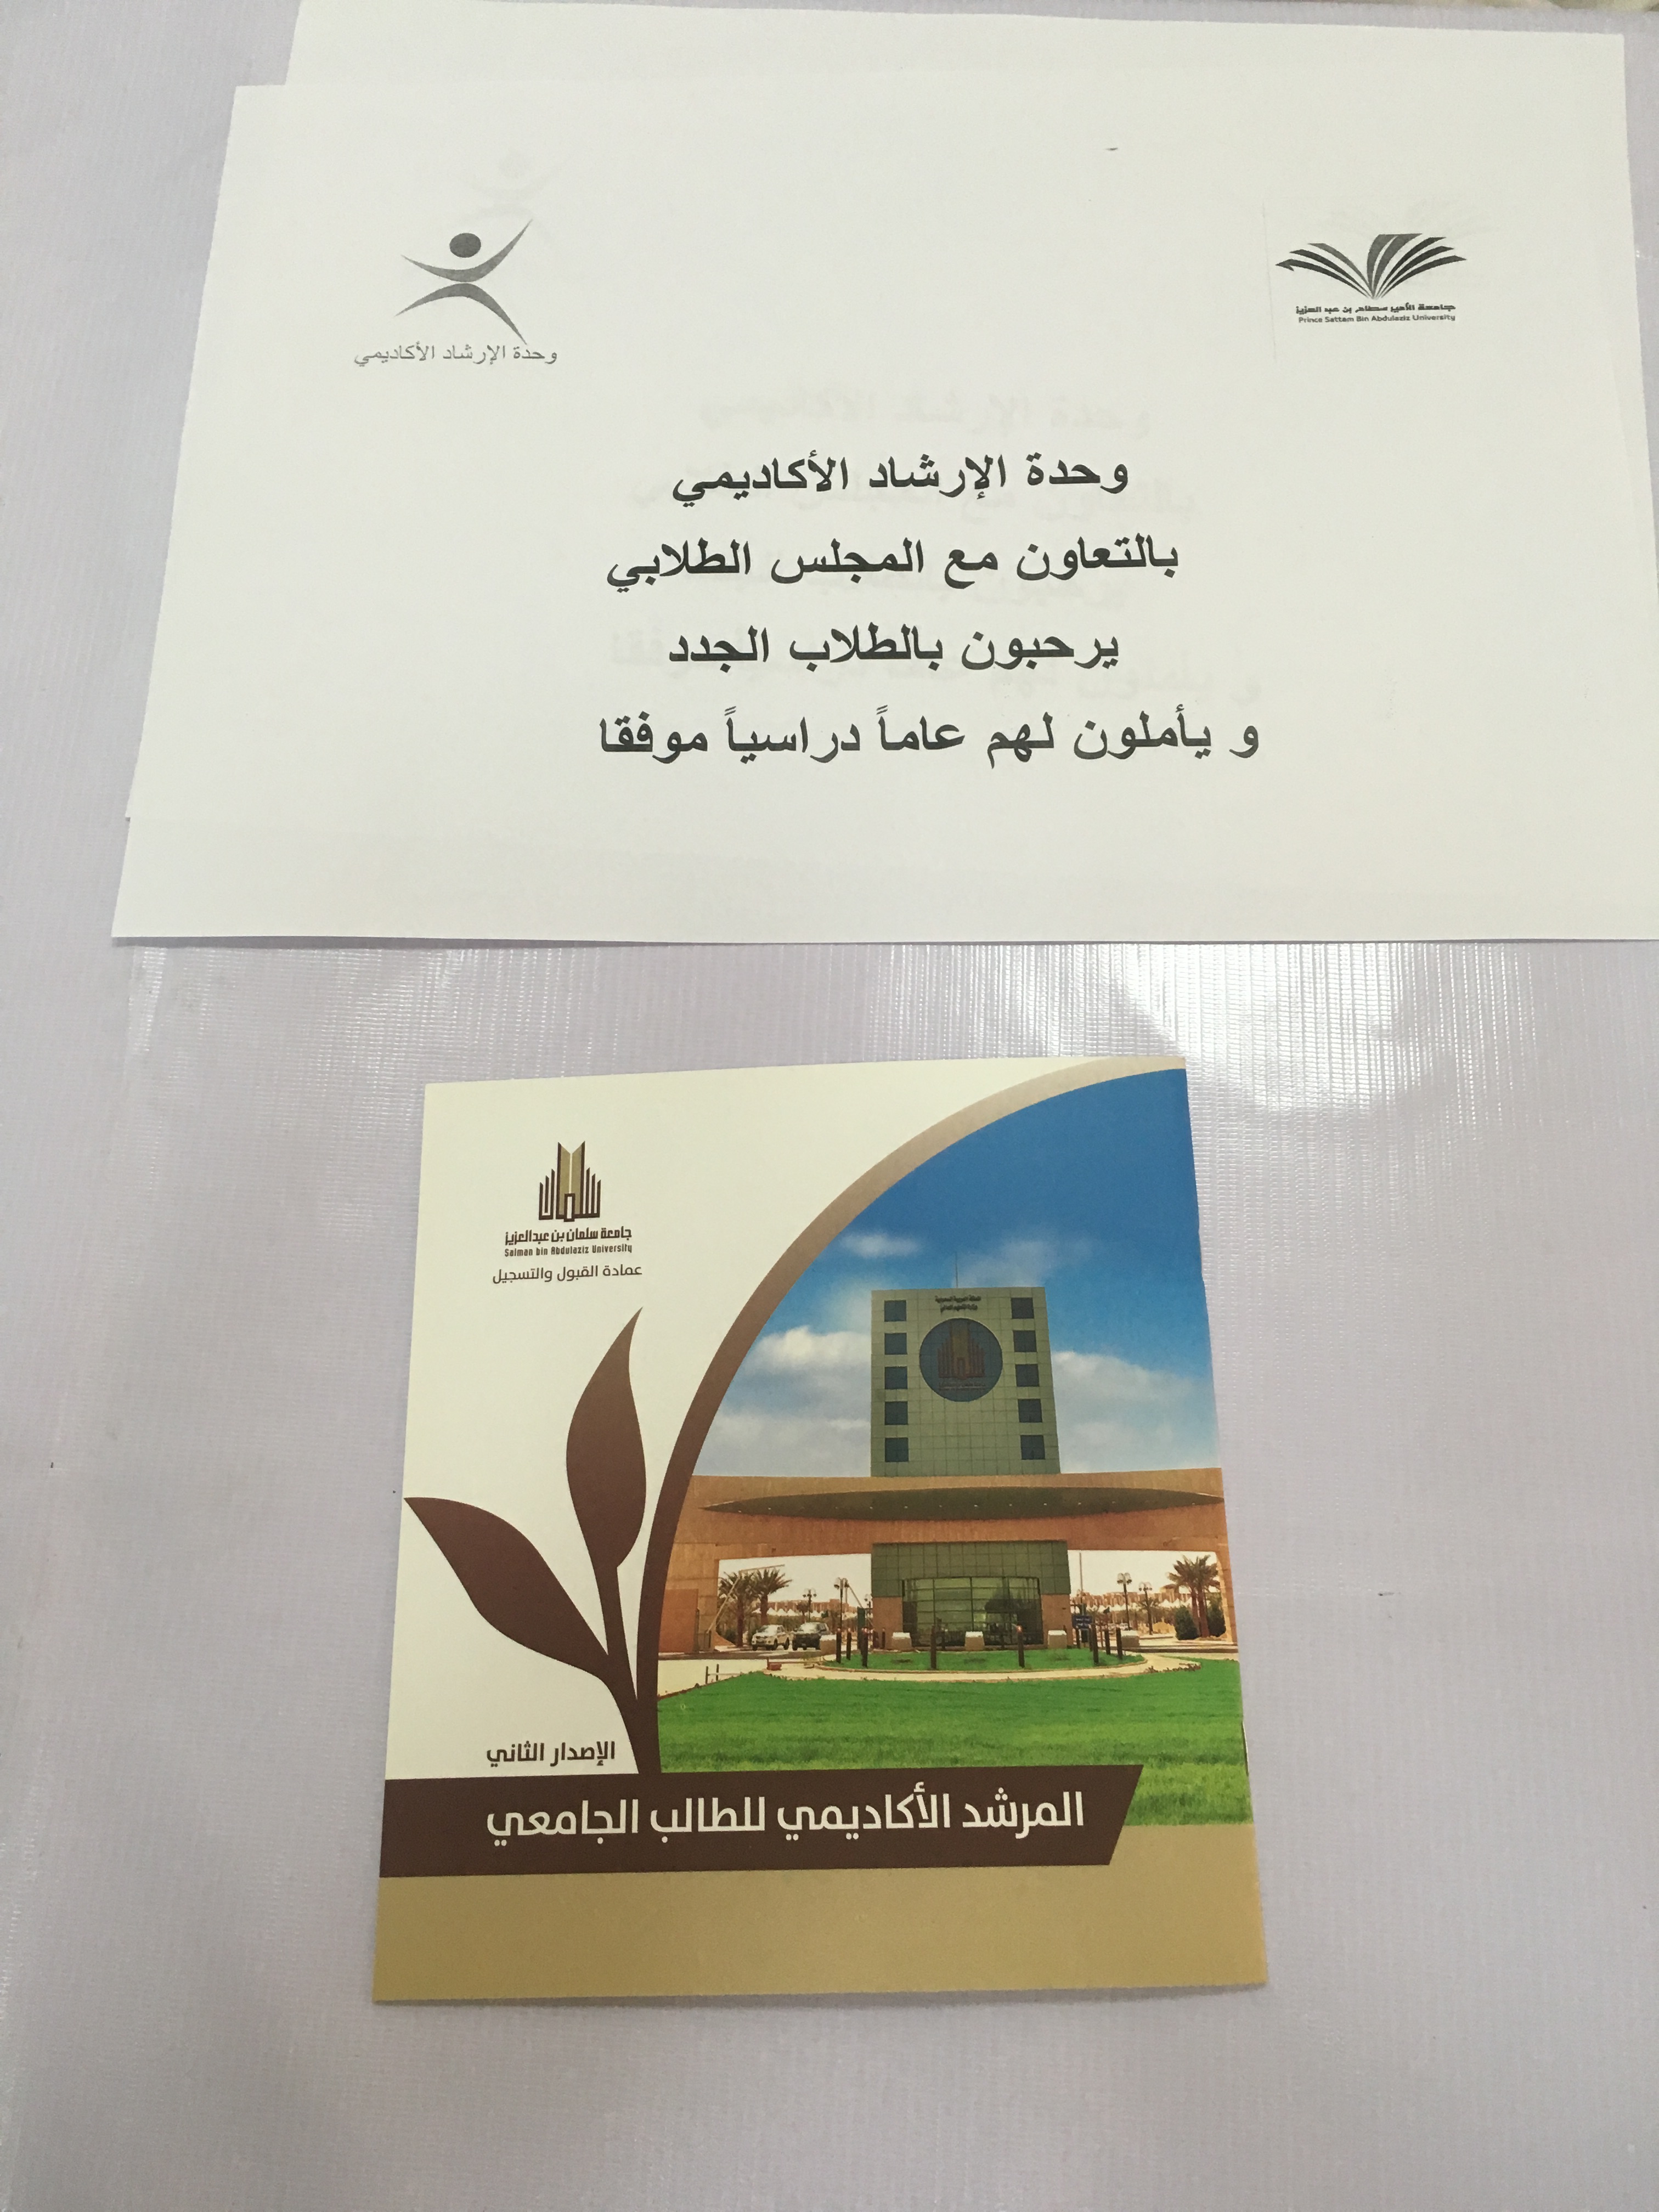 وحدة الإرشاد الأكاديمي
جامعة الأمير سطام بن عبد العزيز
Prince Sattam Bin Abdulaziz University
وحدة الإرشاد الأكاديمي
بالتعاون مع المجلس الطلابي
يرحبون بالطلاب الجدد
و يأملون لهم عاماً دراسياً موفقا
سلمان
جامعة سلمان بن عبدالعزيز
Salman bin Abdulaziz University
عمادة القبول والتسجيل
الإصدار الثاني
المرشد الأكاديمي للطالب الجامعي